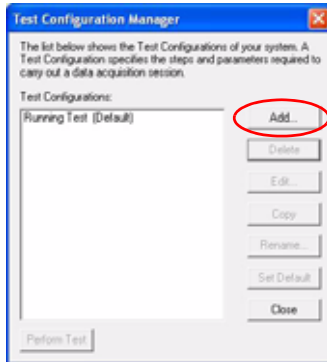 Test Configuration Manager
The list below shows the Test Configurations of your system. A
Test Configuration specifies the steps and parameters required to
carry out a data acquisition session.
Test Configurations:
Running Test (Default)
Add...
Delete
Edit...
Copy
Rename...
Set Default
Close
Perform Test